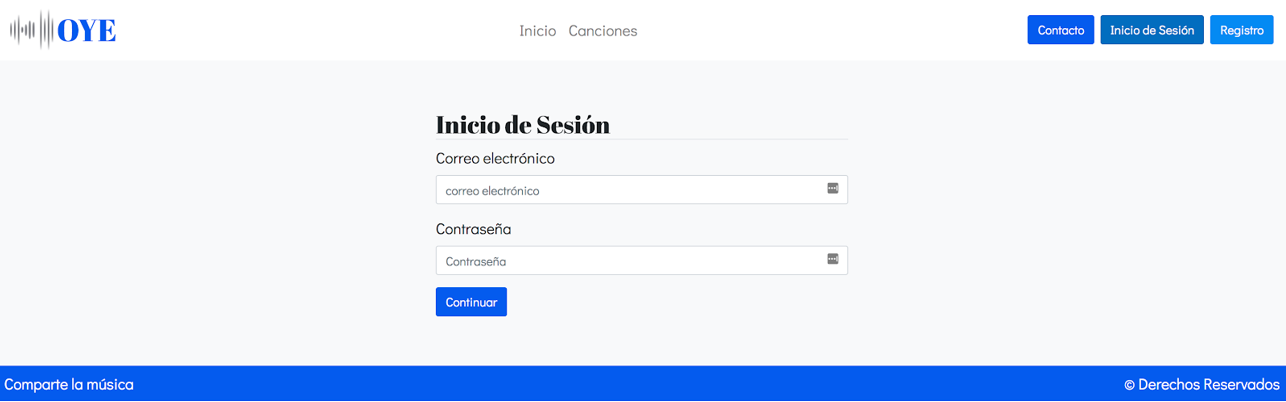 OYE
Inicio Canciones
Contacto Inicio de Sesión Registro
Inicio de Sesión
Correo electrónico
correo electrónico
Contraseña
Contraseña
Continuar
Comparte la música © Derechos Reservados